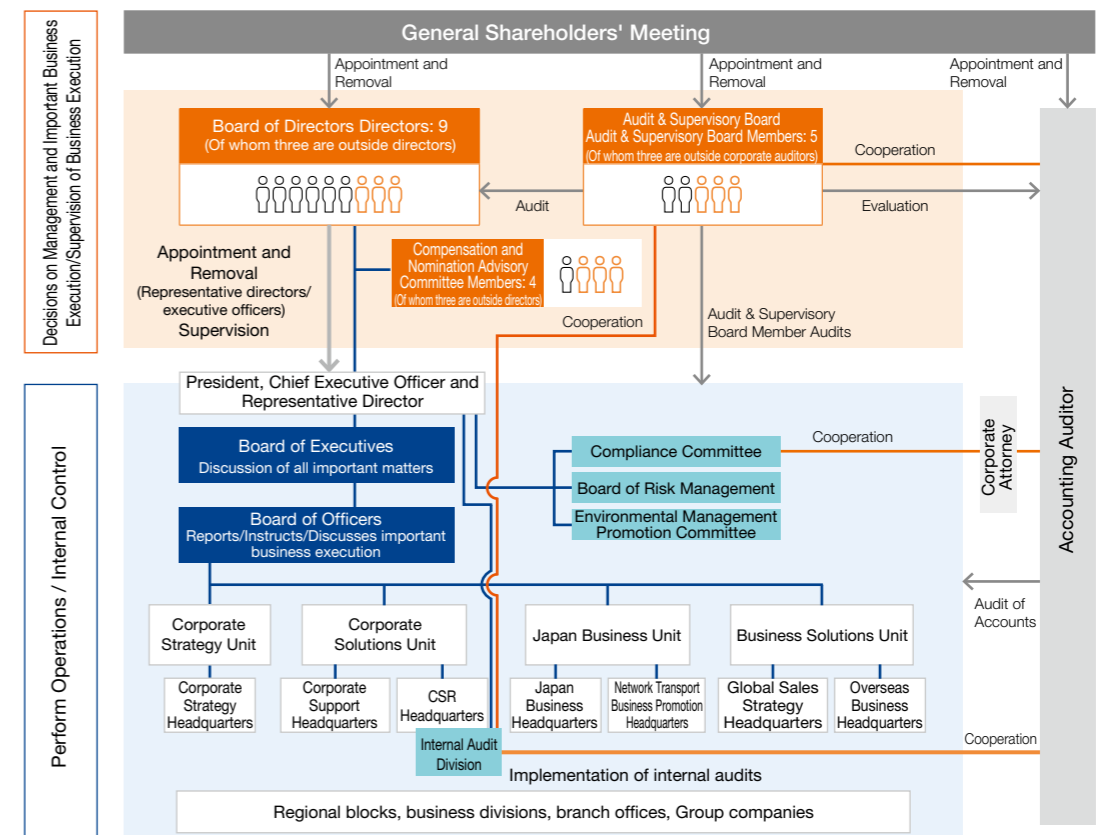 General Shareholders' Meeting
Decisions on Management and Important Business
Execution/Supervision of Business Execution
Appointment and
Removal
Appointment and
Removal
Appointment and
Removal
Board of Directors Directors: 9
(Of whom three are outside directors)
Audit & Supervisory Board
Audit & Supervisory Board Members: 5
(Of whom three are outside corporate auditors)
Cooperation
Audit
Evaluation
Appointment and
Removal
(Representative directors/
executive officers)
Supervision
Compensation and
Nomination Advisory
Committee Members: 4
(Of whom three are outside directors)
Cooperation
Audit & Supervisory
Board Member Audits
Accounting Auditor
Perform Operations / Internal Control
President, Chief Executive Officer and
Representative Director
Board of Executives
Discussion of all important matters
Compliance Committee
Cooperation
Corporate
Attorney
Board of Risk Management
Board of Officers
Reports/Instructs/Discusses important
business execution
Environmental Management
Promotion Committee
Audit of
Accounts
Corporate
Strategy Unit
Corporate
Solutions Unit
Japan Business Unit
Business Solutions Unit
Corporate
Strategy
Headquarters
Corporate
Support
Headquarters
CSR
Headquarters
Japan
Business
Headquarters
Network Transport
Business Promotion
Headquarters
Global Sales
Strategy
Headquarters
Overseas
Business
Headquarters
Internal Audit
Division
Cooperation
Implementation of internal audits
Regional blocks, business divisions, branch offices, Group companies